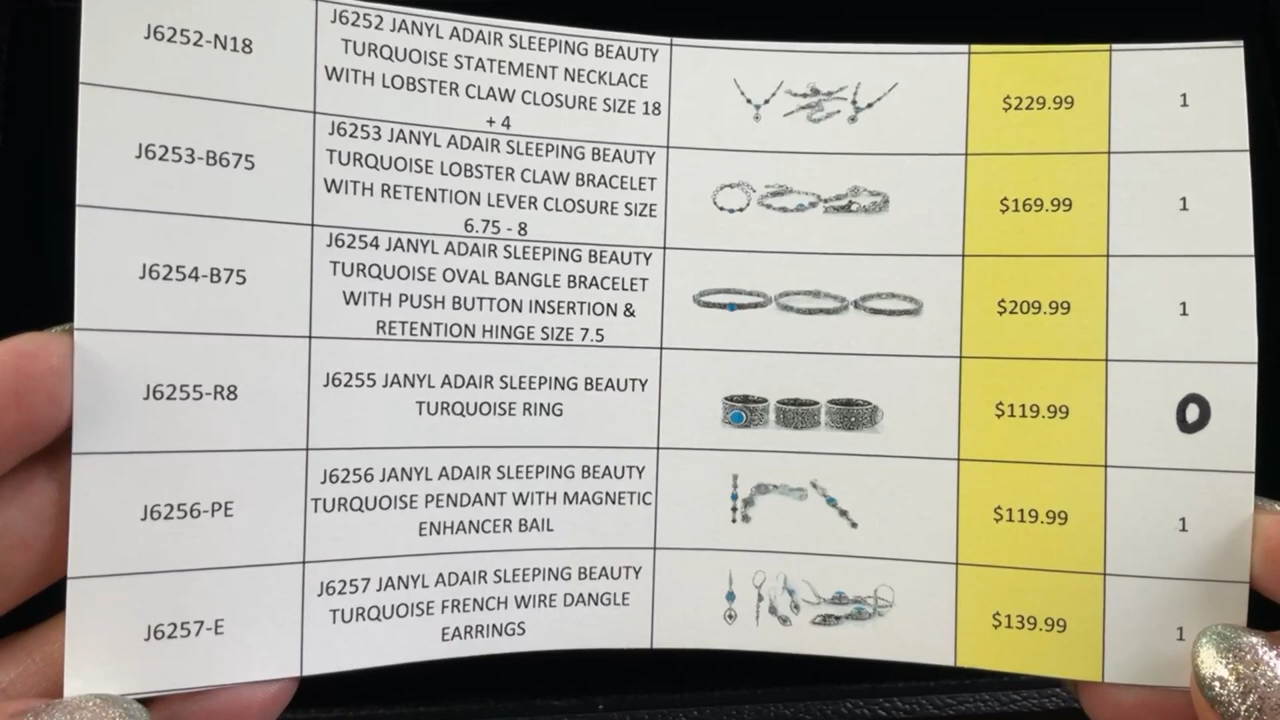 J6252-N18
J6252 JANYL ADAIR SLEEPING BEAUTY
TURQUOISE STATEMENT NECKLACE
WITH LOBSTER CLAW CLOSURE SIZE 18
+ 4
$229.99
1
J6253-B675
J6253 JANYL ADAIR SLEEPING BEAUTY
TURQUOISE LOBSTER CLAW BRACELET
WITH RETENTION LEVER CLOSURE SIZE
6.75 - 8
$169.99
1
J6254-B75
J6254 JANYL ADAIR SLEEPING BEAUTY
TURQUOISE OVAL BANGLE BRACELET
WITH PUSH BUTTON INSERTION &
RETENTION HINGE SIZE 7.5
$209.99
1
J6255-R8
J6255 JANYL ADAIR SLEEPING BEAUTY
TURQUOISE RING
$119.99
0
J6256-PE
J6256 JANYL ADAIR SLEEPING BEAUTY
TURQUOISE PENDANT WITH MAGNETIC
ENHANCER BAIL
$119.99
1
J6257-E
J6257 JANYL ADAIR SLEEPING BEAUTY
TURQUOISE FRENCH WIRE DANGLE
EARRINGS
$139.99
1